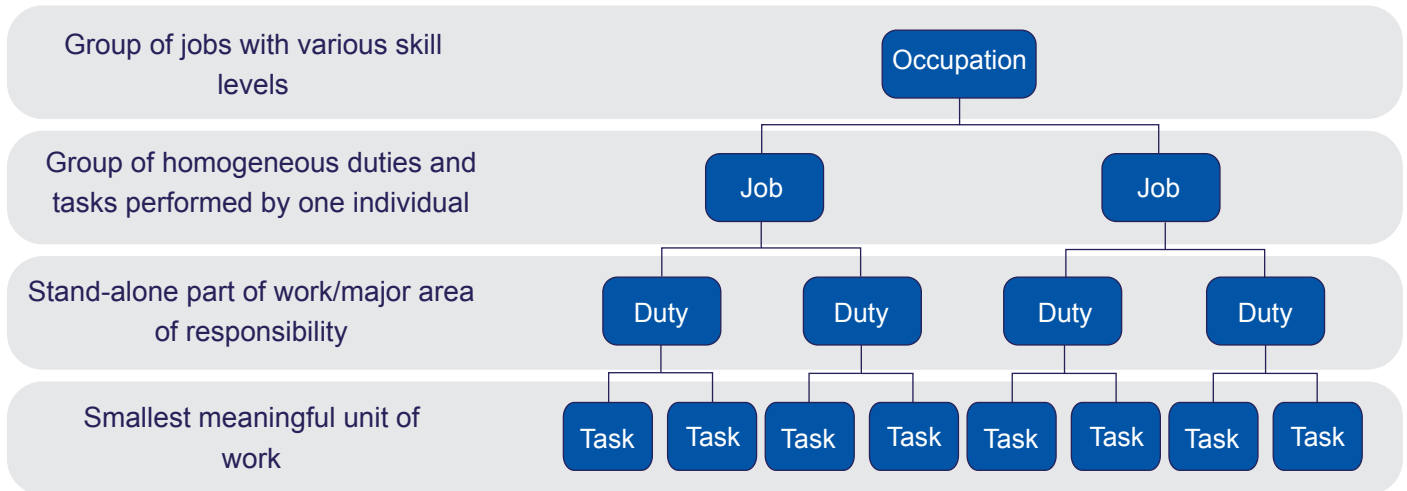 Group of jobs with various skill
levels
Occupation
Group of homogeneous duties and
tasks performed by one individual
Job
Job
Stand-alone part of work/major area
of responsibility
Duty
Duty
Duty
Duty
Smallest meaningful unit of
work
Task
Task
Task
Task
Task
Task
Task
Task